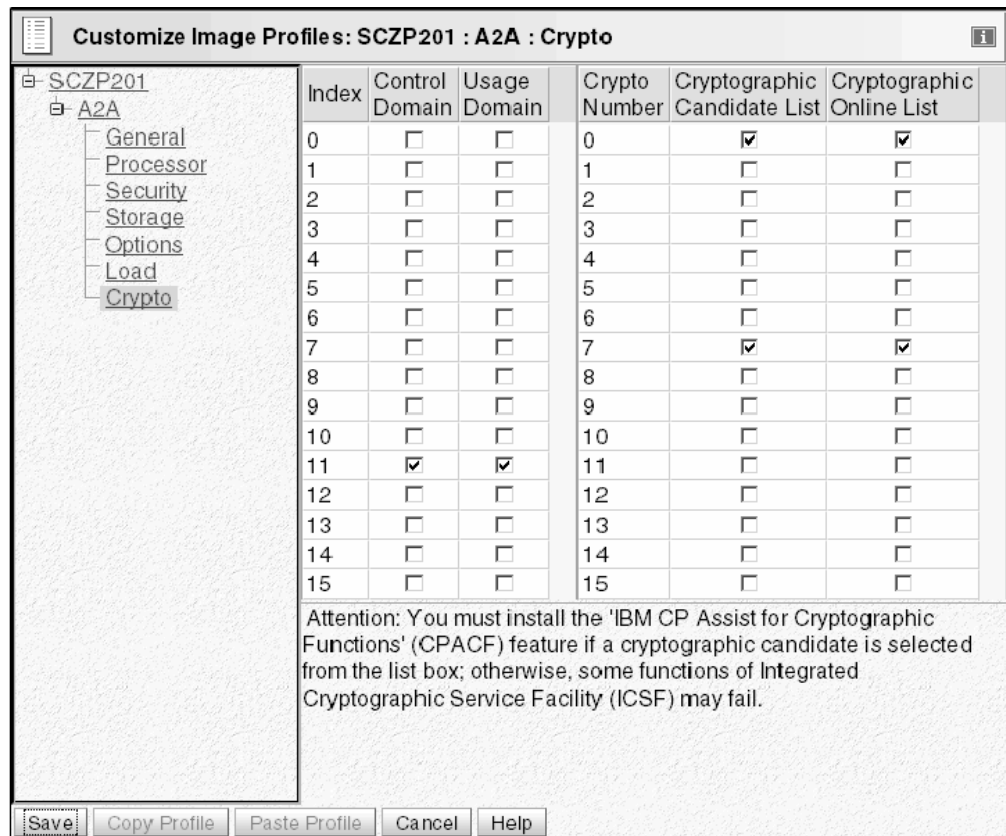 Customize Image Profiles: SCZP201 : A2A : Crypto
i
SCZP201
A2A
General
Processor
Security
Storage
Options
Load
Crypto
Index Control Domain Usage Domain
0
1
2
3
4
5
6
7
8
9
10
11
12
13
14
15
Crypto Number Cryptographic Candidate List Cryptographic Online List
0
1
2
3
4
5
6
7
8
9
10
11
12
13
14
15
Attention: You must install the 'IBM CP Assist for Cryptographic
Functions' (CPACF) feature if a cryptographic candidate is selected
from the list box; otherwise, some functions of Integrated
Cryptographic Service Facility (ICSF) may fail.
Save Copy Profile Paste Profile Cancel Help